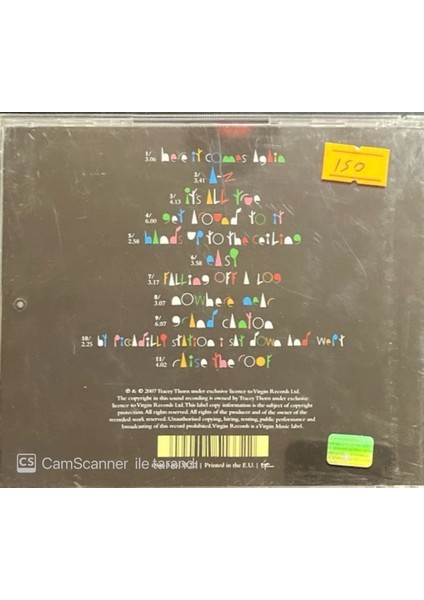 1/ 3.06 here it comes again
150
2/ 3.41 A-Z
3/ 4.13 it's ALL true
4/ 6.00 get around to it
5/ 2.58 hands up to the ceiling
6/ 3.58 easy
7/ 3.17 FALLING OFF A LOG
8/ 3.07 nowhere near
9/ 6.07 grand canyon
10/ 2.25 by piccadilly station i sat down and wept
11/ 4.02 raise the roof
℗ & © 2007 Tracey Thorn under exclusive licence to Virgin Records Ltd.
The copyright in this sound recording is owned by Tracey Thorn under exclusive
licence to Virgin Records Ltd. This label copy information is the subject of copyright
protection. All rights reserved. All rights of the producer and of the owner of the
recorded work reserved. Unauthorised copying, hiring, renting, public performance and
broadcasting of this record prohibited. Virgin Records is a Virgin Music label.
| Printed in the E.U. |
CS CamScanner ile tarandı